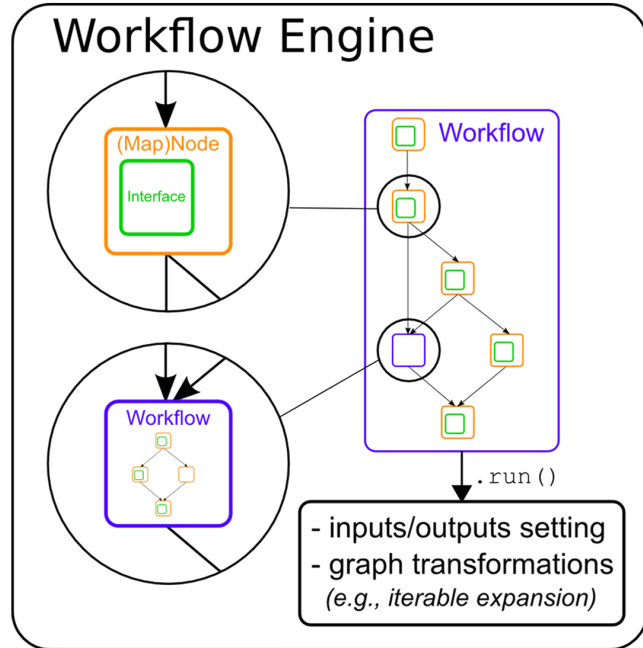 Workflow Engine
(Map)Node
Interface
Workflow
Workflow
.run()
- inputs/outputs setting
- graph transformations
(e.g., iterable expansion)